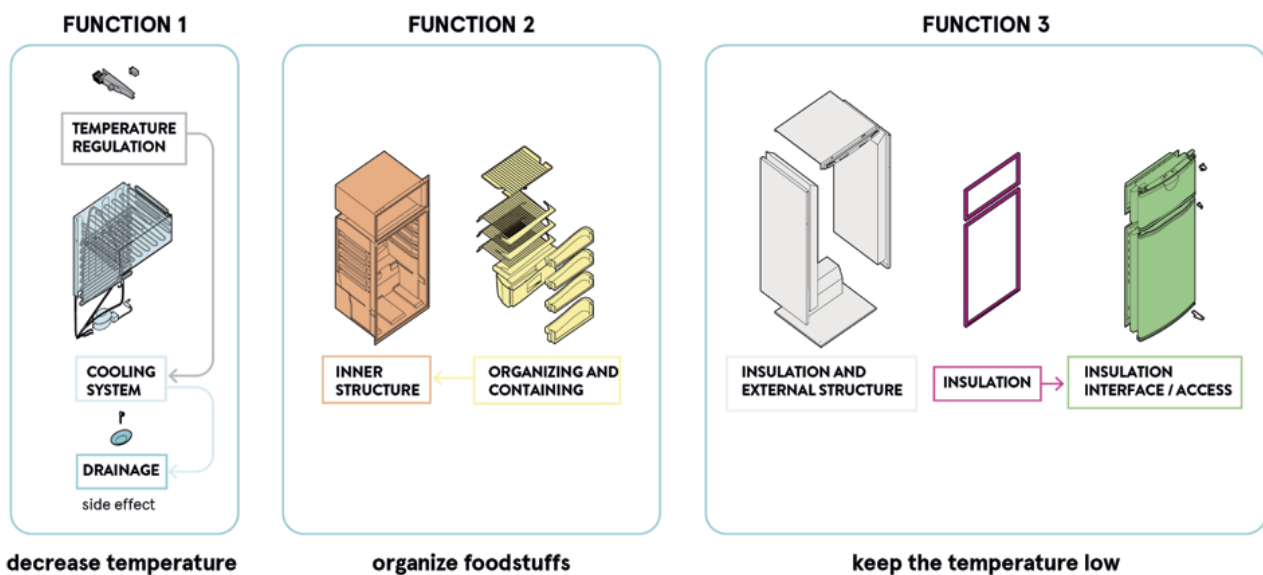 FUNCTION 1
FUNCTION 2
FUNCTION 3
TEMPERATURE
REGULATION
COOLING
SYSTEM
DRAINAGE
side effect
INNER
STRUCTURE
ORGANIZING AND
CONTAINING
INSULATION AND
EXTERNAL STRUCTURE
INSULATION
INSULATION
INTERFACE / ACCESS
decrease temperature
organize foodstuffs
keep the temperature low